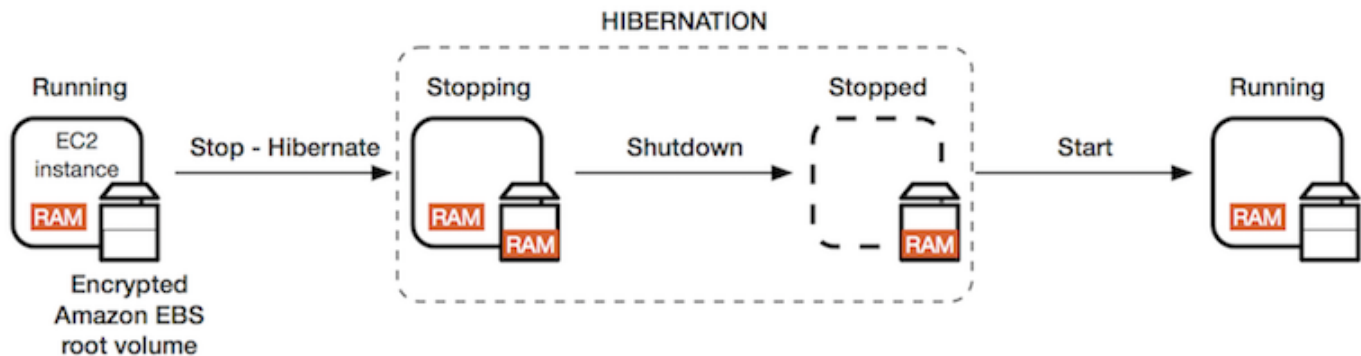 HIBERNATION
Running
Stopping
Stopped
Running
EC2
instance
RAM
Encrypted
Amazon EBS
root volume
Stop - Hibernate
RAM
RAM
Shutdown
RAM
Start
RAM